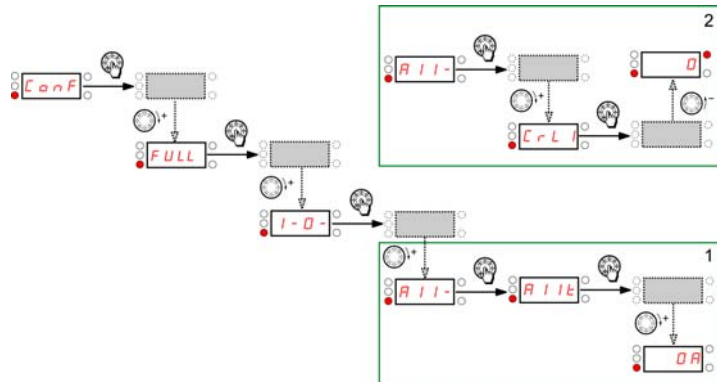 2
ConF
AI1-
0
FULL
CrL1
+
-
+
+
I-O-
+
1
AI1-
AI1t
+
0A